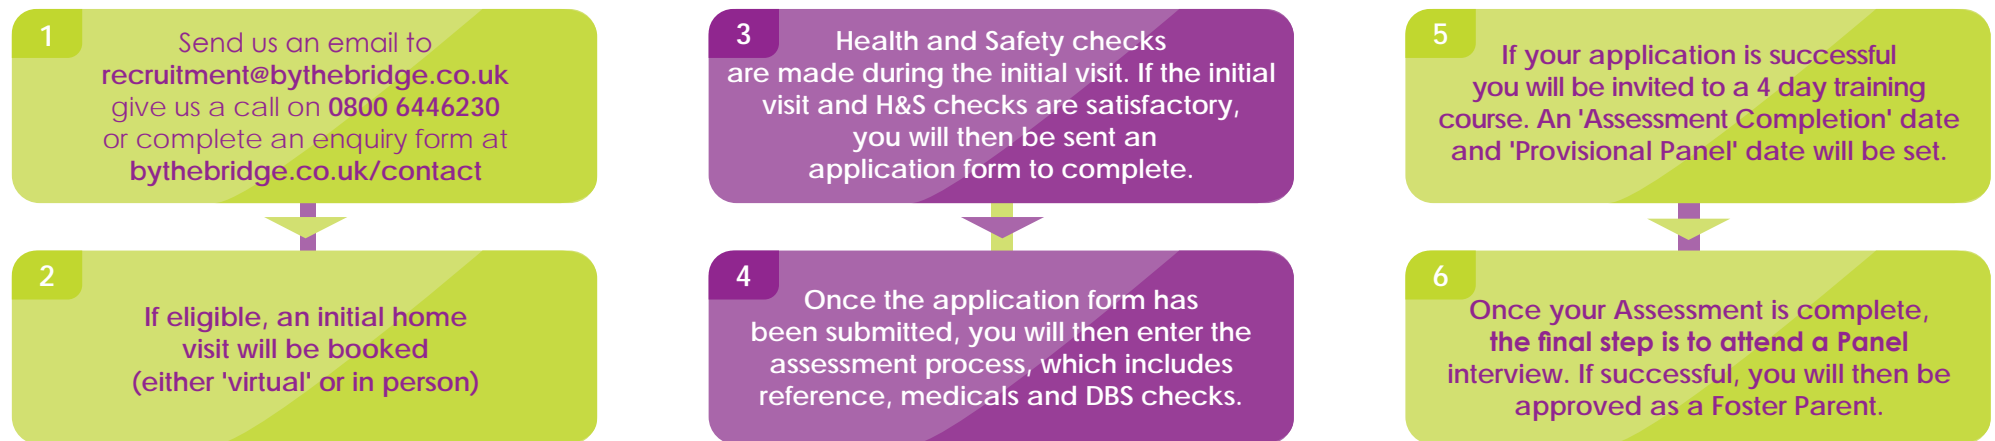 1
Send us an email to
recruitment@bythebridge.co.uk
give us a call on 0800 6446230
or complete an enquiry form at
bythebridge.co.uk/contact
2
If eligible, an initial home
visit will be booked
(either 'virtual' or in person)
3
Health and Safety checks
are made during the initial visit. If the initial
visit and H&S checks are satisfactory,
you will then be sent an
application form to complete.
4
Once the application form has
been submitted, you will then enter the
assessment process, which includes
reference, medicals and DBS checks.
5
If your application is successful
you will be invited to a 4 day training
course. An 'Assessment Completion' date
and 'Provisional Panel' date will be set.
6
Once your Assessment is complete,
the final step is to attend a Panel
interview. If successful, you will then be
approved as a Foster Parent.